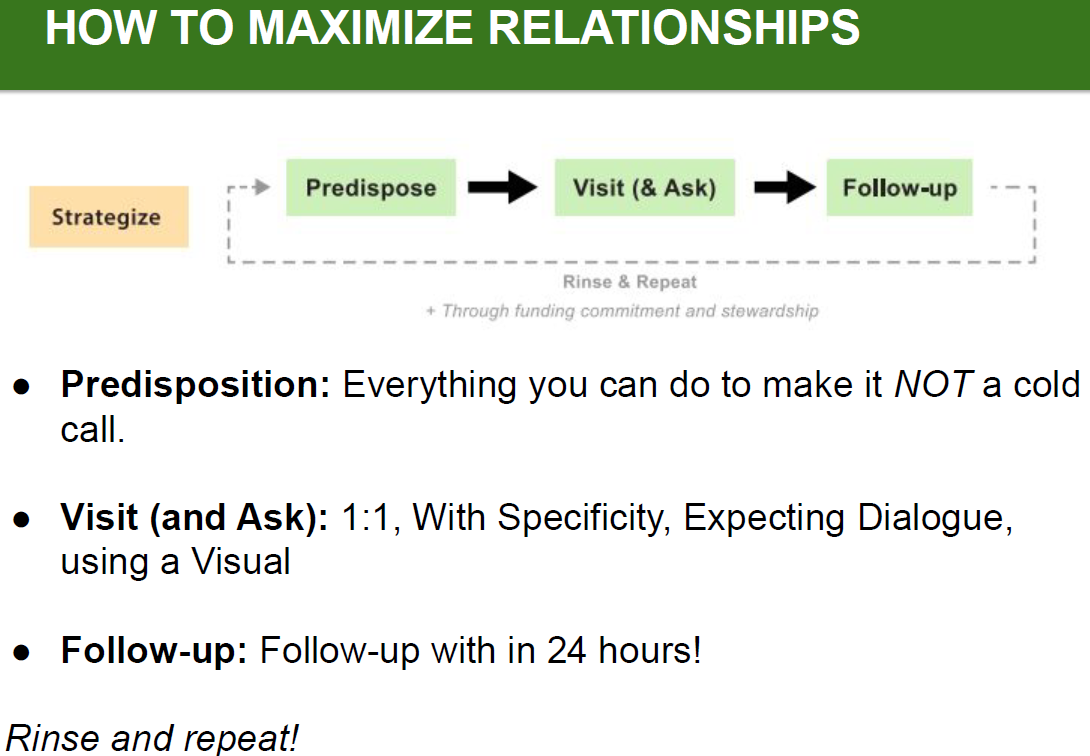 HOW TO MAXIMIZE RELATIONSHIPS
Strategize
Predispose
Visit (& Ask)
Follow-up
Rinse & Repeat
+ Through funding commitment and stewardship
● Predisposition: Everything you can do to make it NOT a cold
call.
● Visit (and Ask): 1:1, With Specificity, Expecting Dialogue,
using a Visual
● Follow-up: Follow-up with in 24 hours!
Rinse and repeat!